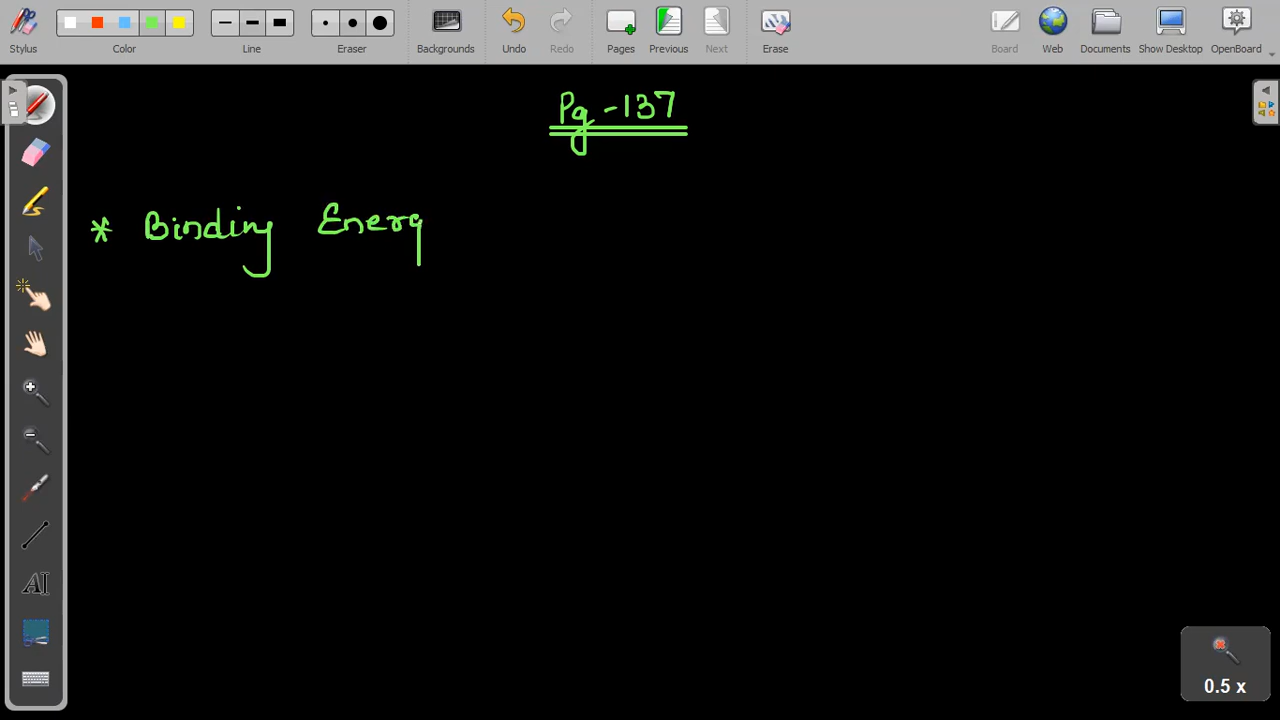 Stylus Color Line Eraser Backgrounds Undo Redo Pages Previous Next Erase Board Web Documents Show Desktop OpenBoard
Pg -137
* Binding Energ
AI
0.5 x